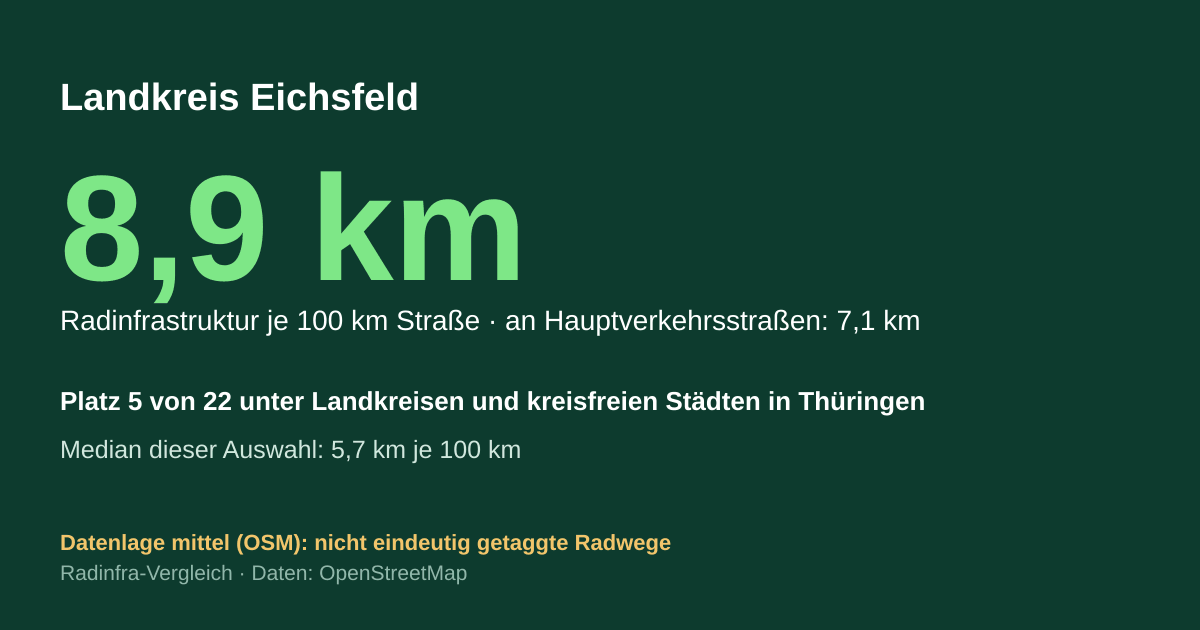 Landkreis Eichsfeld
8,9 km
Radinfrastruktur je 100 km Straße · an Hauptverkehrsstraßen: 7,1 km
Platz 5 von 22 unter Landkreisen und kreisfreien Städten in Thüringen
Median dieser Auswahl: 5,7 km je 100 km
Datenlage mittel (OSM): nicht eindeutig getaggte Radwege
Radinfra-Vergleich · Daten: OpenStreetMap